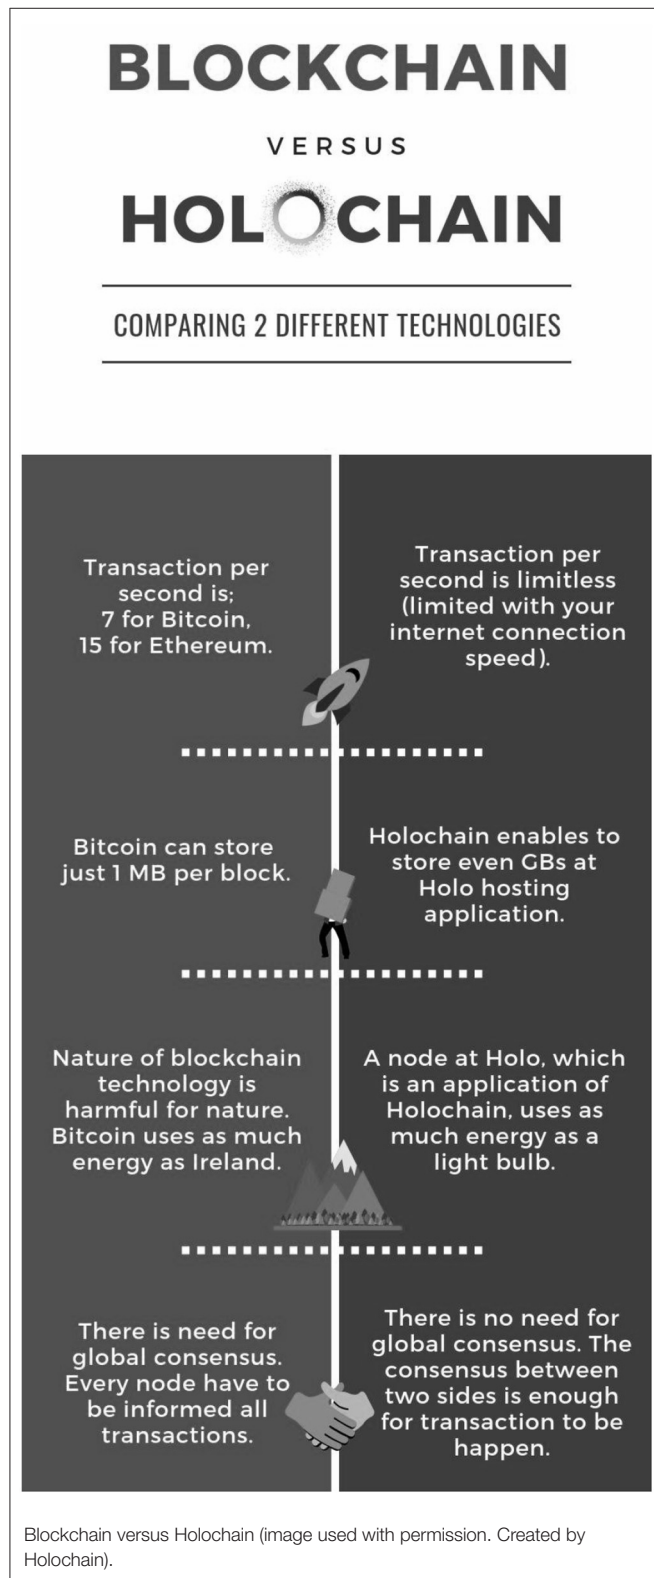 BLOCKCHAIN
VERSUS
HOLOCHAIN
COMPARING 2 DIFFERENT TECHNOLOGIES
Transaction per
second is;
7 for Bitcoin,
15 for Ethereum.
Transaction per
second is limitless
(limited with your
internet connection
speed).
Bitcoin can store
just 1 MB per block.
Holochain enables to
store even GBs at
Holo hosting
application.
Nature of blockchain
technology is
harmful for nature.
Bitcoin uses as much
energy as Ireland.
A node at Holo, which
is an application of
Holochain, uses as
much energy as a
light bulb.
There is need for
global consensus.
Every node have to
be informed all
transactions.
There is no need for
global consensus. The
consensus between
two sides is enough
for transaction to be
happen.
Blockchain versus Holochain (image used with permission. Created by
Holochain).